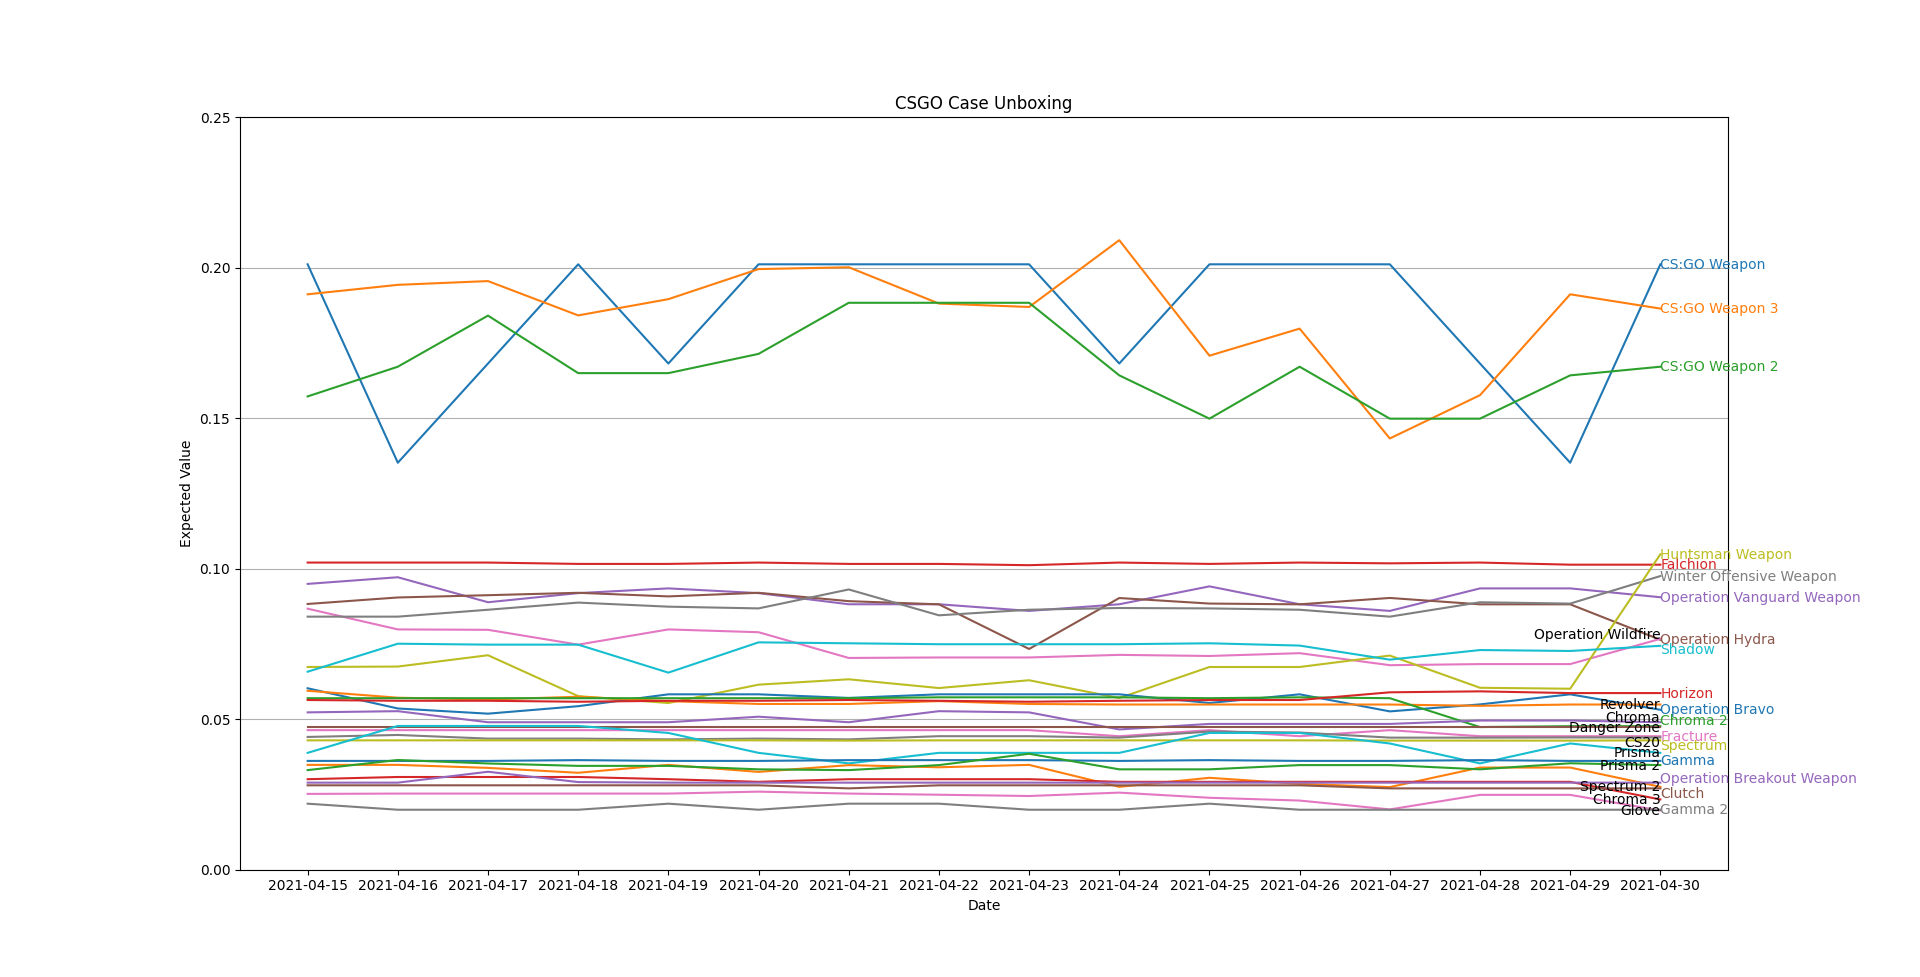 CSGO Case Unboxing
0.25
0.20
0.15
0.10
0.05
0.00
Expected Value
CS:GO Weapon
CS:GO Weapon 3
CS:GO Weapon 2
Huntsman Weapon
Falchion
Winter Offensive Weapon
Operation Vanguard Weapon
Operation Wildfire
Operation Hydra
Shadow
Horizon
Revolver
Operation Bravo
Chroma
Chroma 2
Danger Zone
Fracture
CS20
Spectrum
Prisma
Gamma
Prisma 2
Operation Breakout Weapon
Spectrum 2
Clutch
Chroma 3
Gamma 2
Glove
2021-04-15 2021-04-16 2021-04-17 2021-04-18 2021-04-19 2021-04-20 2021-04-21 2021-04-22 2021-04-23 2021-04-24 2021-04-25 2021-04-26 2021-04-27 2021-04-28 2021-04-29 2021-04-30
Date